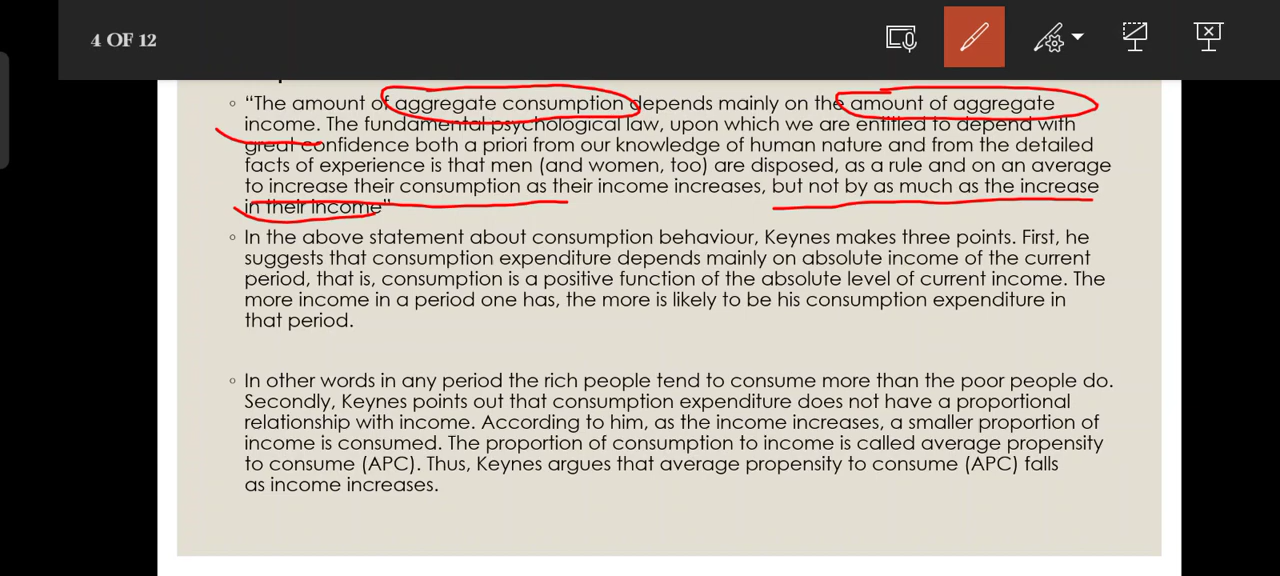 4 OF 12
“The amount of aggregate consumption depends mainly on the amount of aggregate
income. The fundamental psychological law, upon which we are entitled to depend with
great confidence both a priori from our knowledge of human nature and from the detailed
facts of experience is that men (and women, too) are disposed, as a rule and on an average
to increase their consumption as their income increases, but not by as much as the increase
in their income”
◦ In the above statement about consumption behaviour, Keynes makes three points. First, he
suggests that consumption expenditure depends mainly on absolute income of the current
period, that is, consumption is a positive function of the absolute level of current income. The
more income in a period one has, the more is likely to be his consumption expenditure in
that period.
◦ In other words in any period the rich people tend to consume more than the poor people do.
Secondly, Keynes points out that consumption expenditure does not have a proportional
relationship with income. According to him, as the income increases, a smaller proportion of
income is consumed. The proportion of consumption to income is called average propensity
to consume (APC). Thus, Keynes argues that average propensity to consume (APC) falls
as income increases.